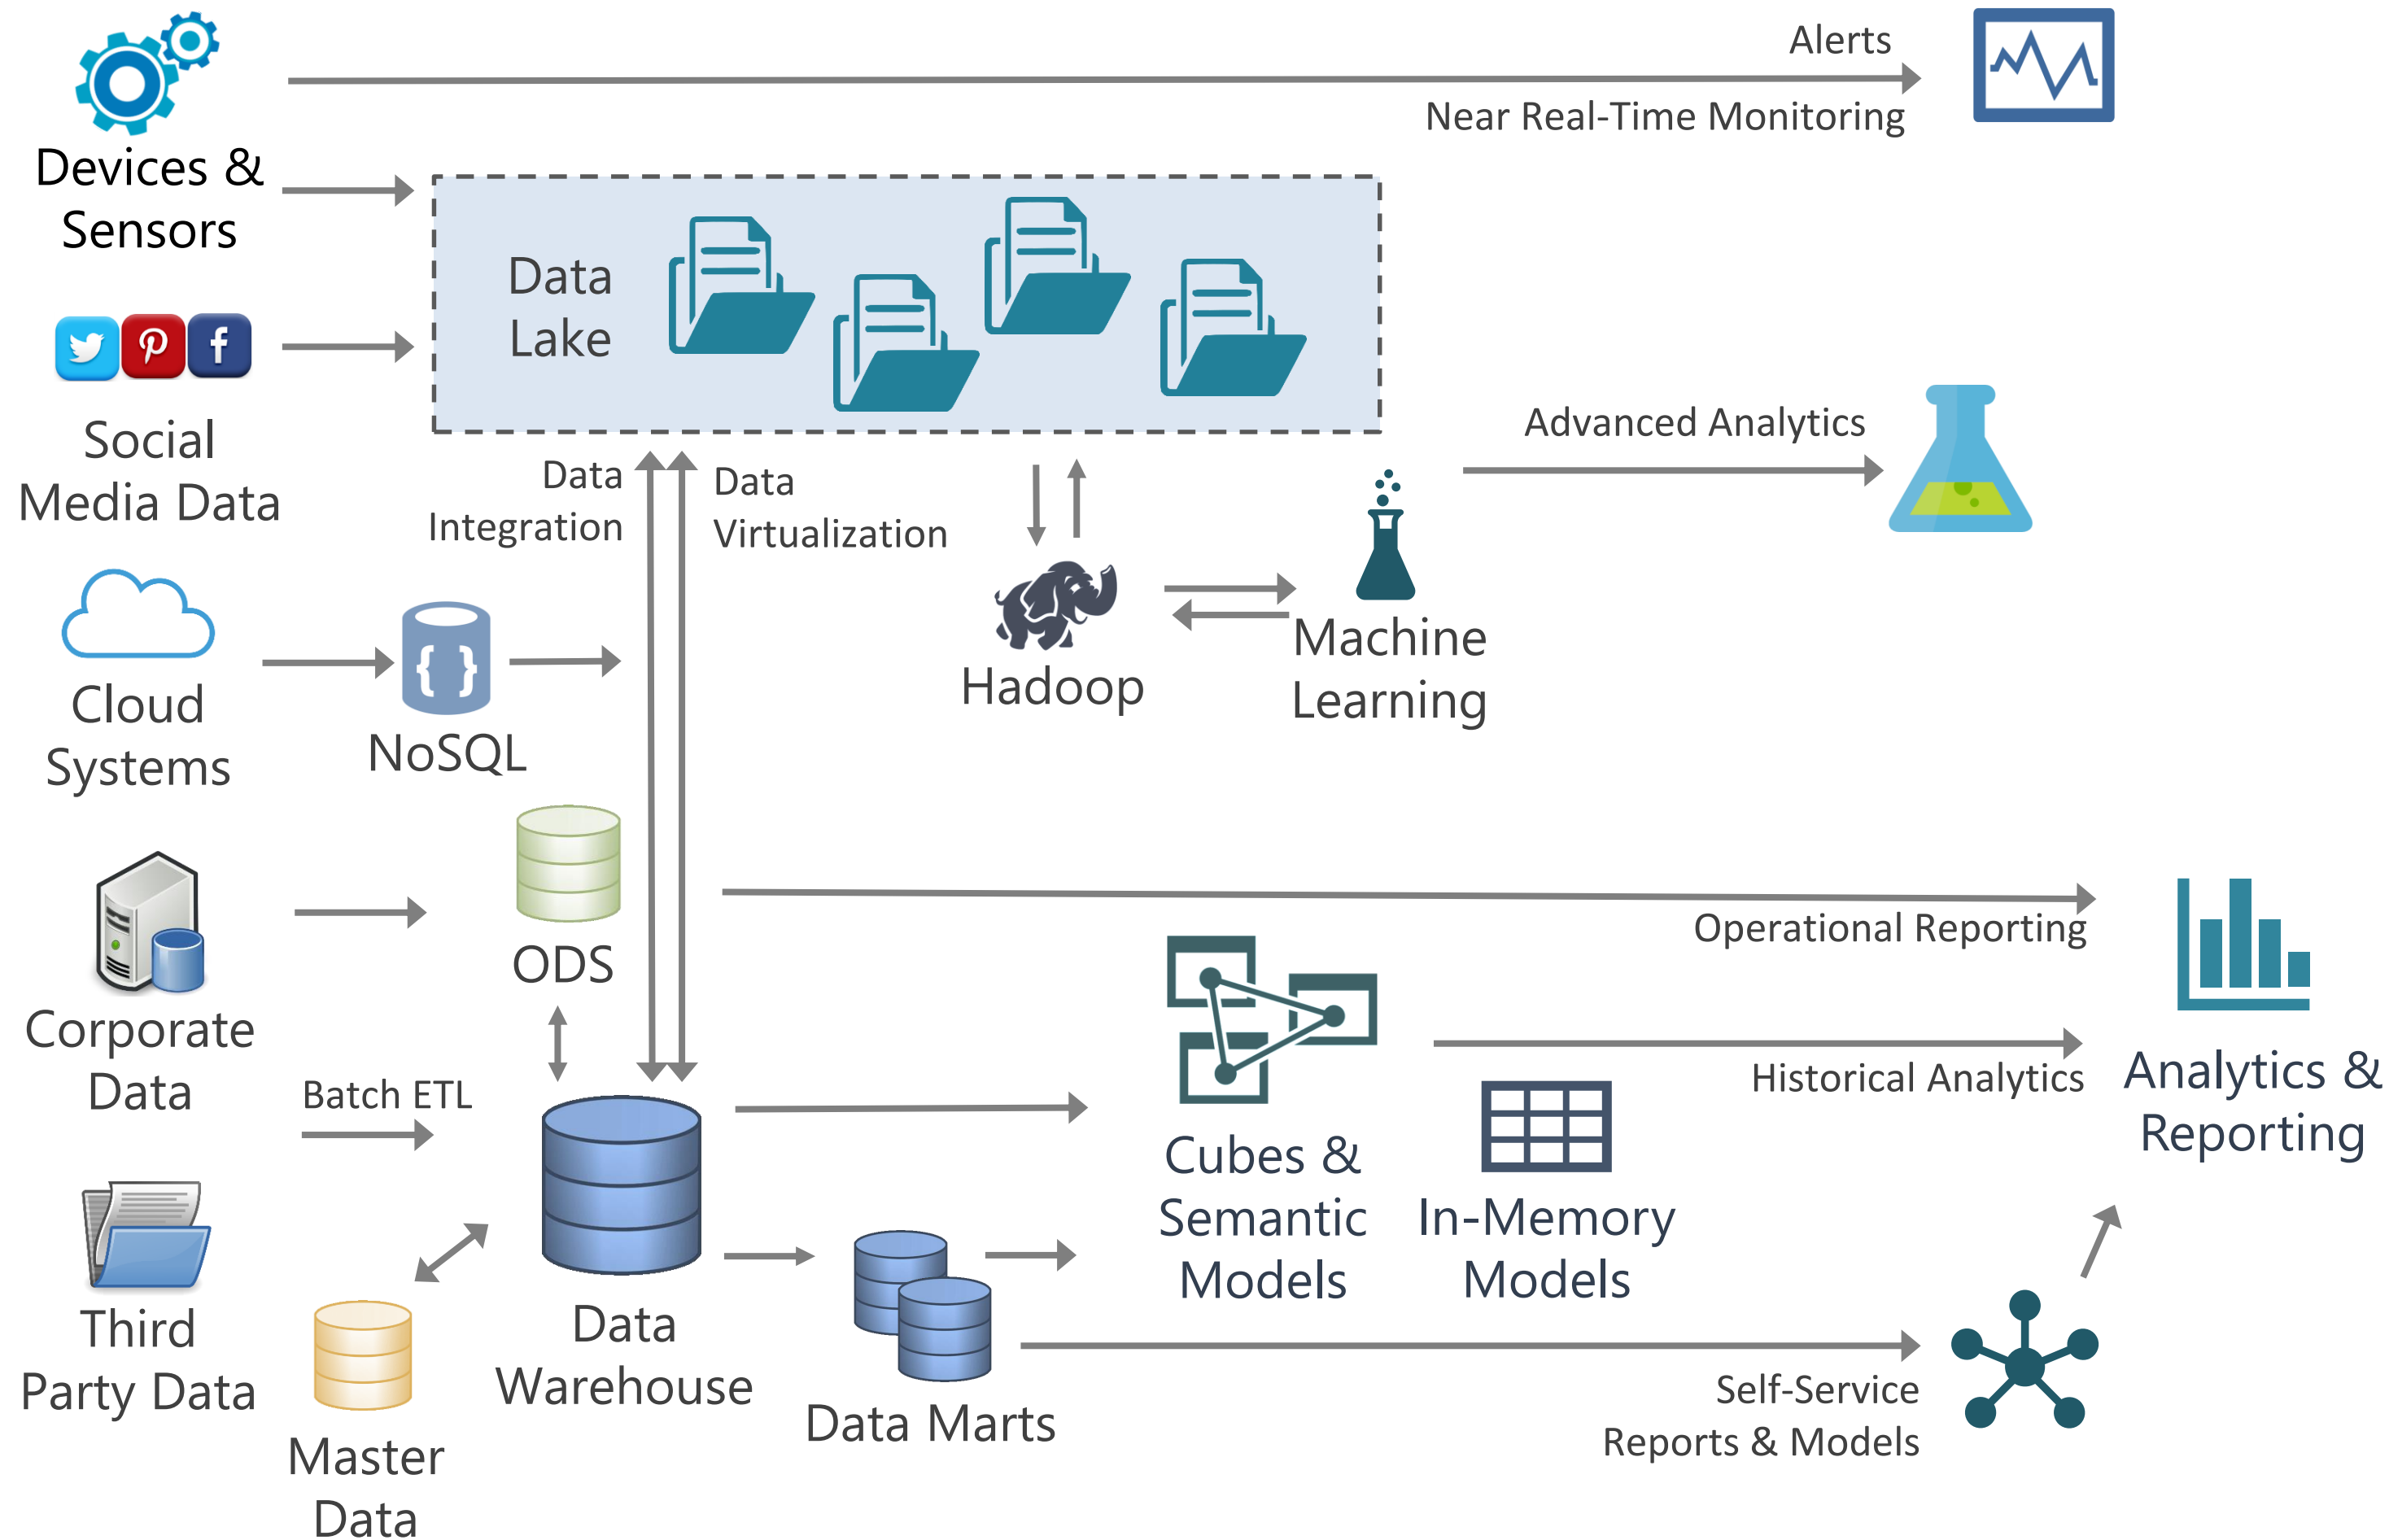 Alerts
Near Real-Time Monitoring
Devices &
Sensors
Data
Lake
Social
Media Data
Advanced Analytics
Data
Integration
Data
Virtualization
Cloud
Systems
{ }
NoSQL
Hadoop
Machine
Learning
ODS
Operational Reporting
Corporate
Data
Batch ETL
Historical Analytics
Analytics &
Reporting
Cubes &
Semantic
Models
In-Memory
Models
Third
Party Data
Master
Data
Data
Warehouse
Data Marts
Self-Service
Reports & Models